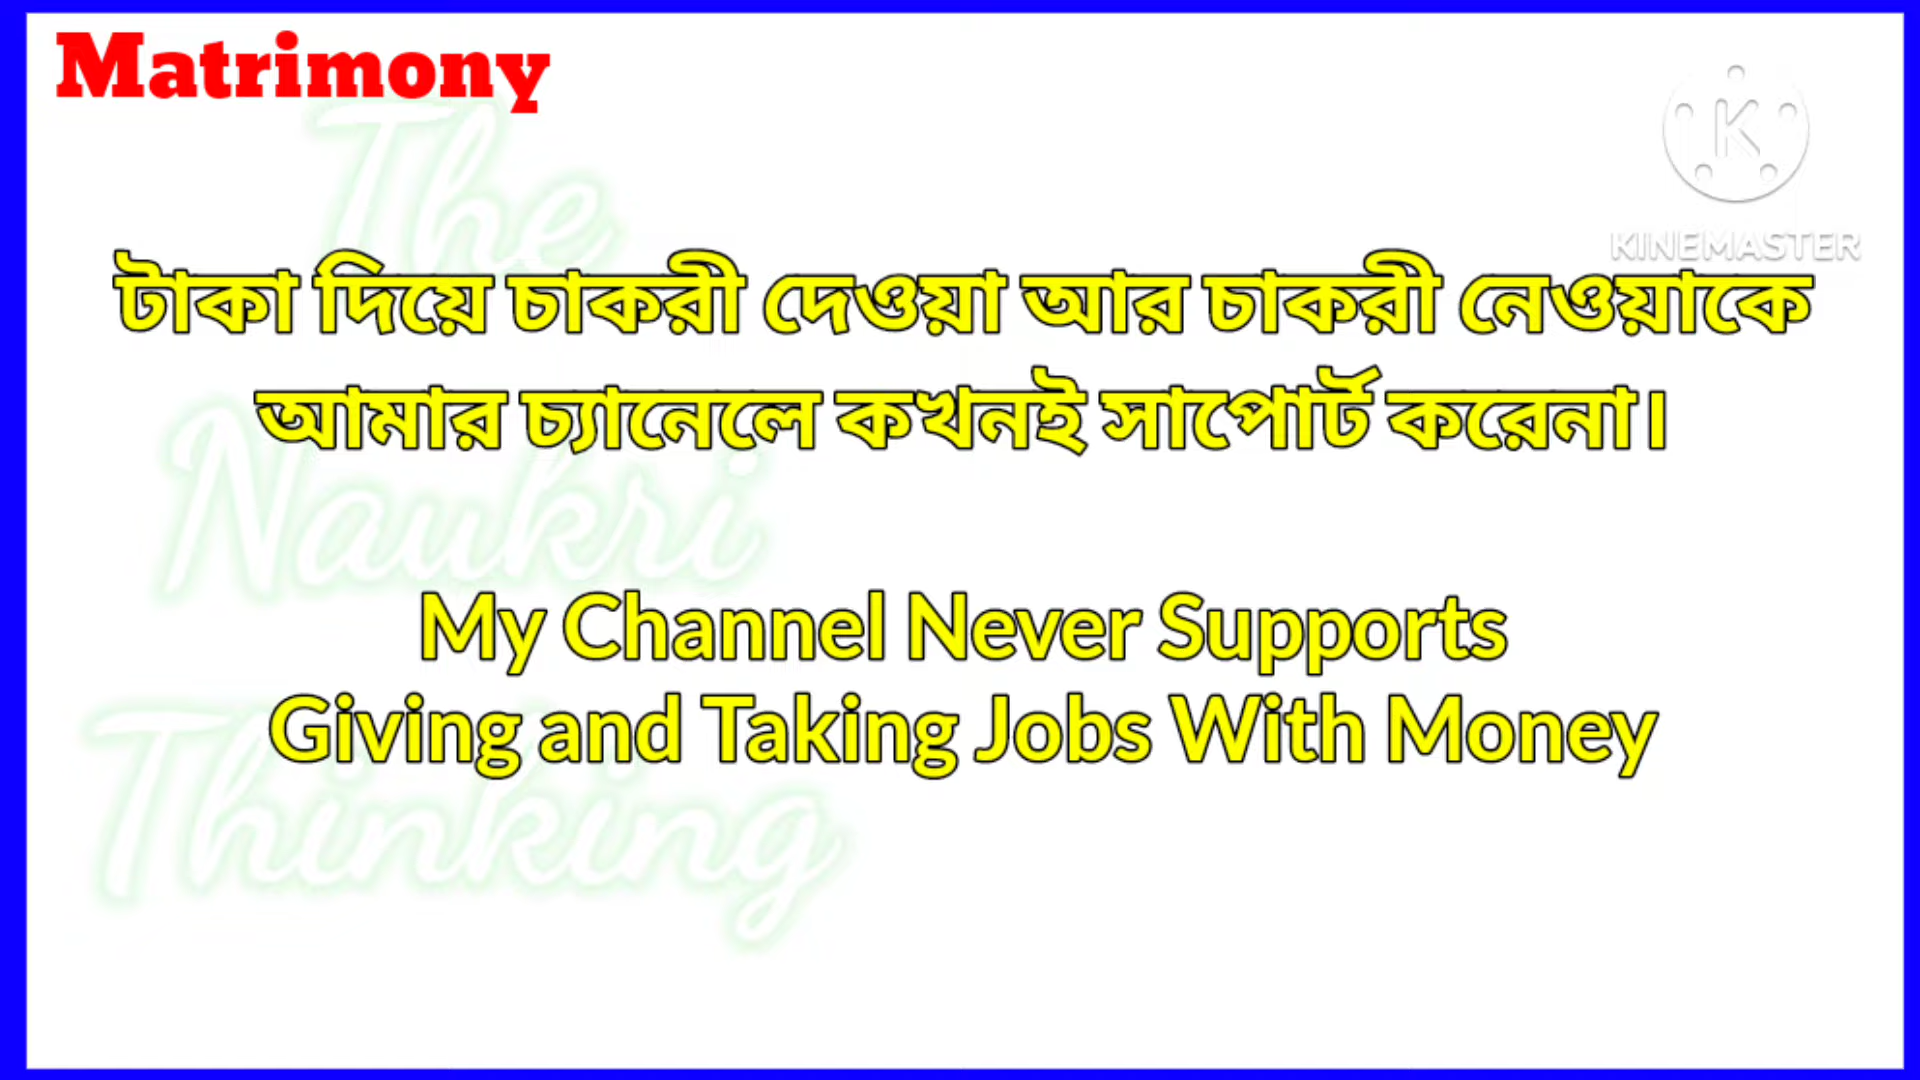 Matrimony
The
KINEMASTER
টাকা দিয়ে চাকরী দেওয়া আর চাকরী নেওয়াকে
আমার চ্যানেলে কখনই সাপোর্ট করেনা।
Naukri
My Channel Never Supports
Giving and Taking Jobs With Money
Thinking